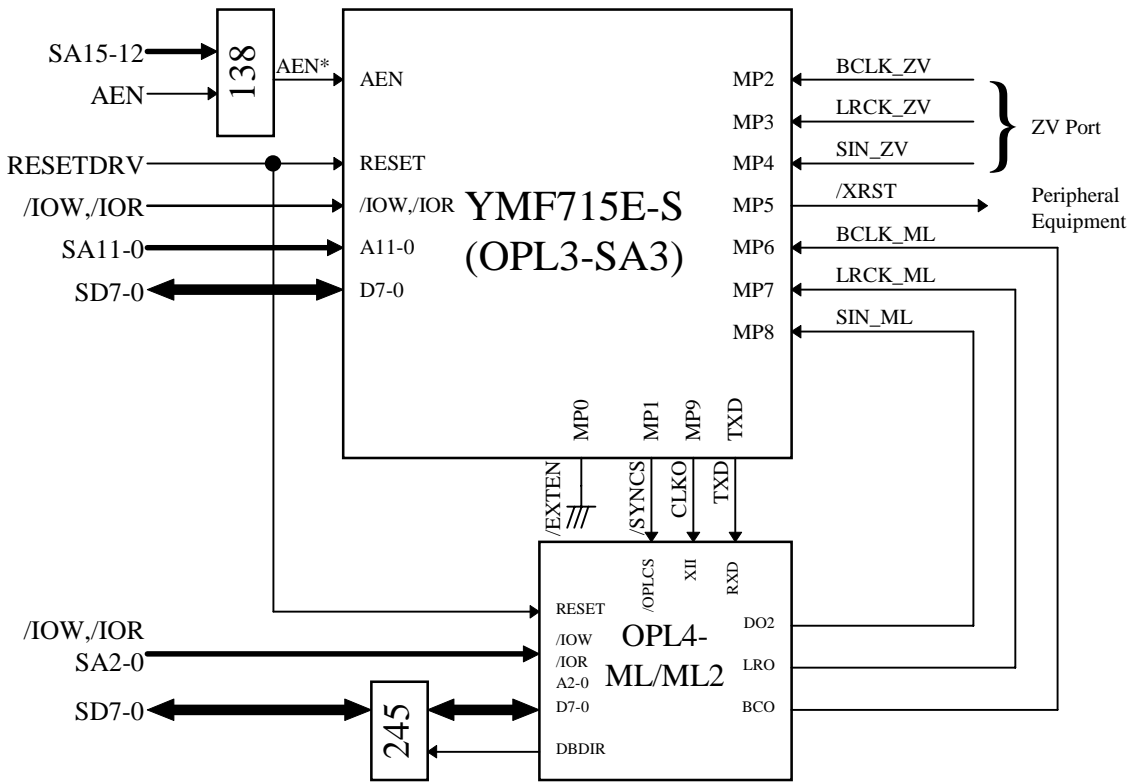 SA15-12
AEN
138
AEN*
AEN
RESETDRV
RESET
/IOW,/IOR
/IOW,/IOR
SA11-0
A11-0
SD7-0
D7-0
YMF715E-S
(OPL3-SA3)
MP2
BCLK_ZV
MP3
LRCK_ZV
MP4
SIN_ZV
ZV Port
MP5
/XRST
Peripheral
Equipment
MP6
BCLK_ML
MP7
LRCK_ML
MP8
SIN_ML
MP0
MP1
MP9
TXD
/EXTEN
/SYNCS
CLKO
TXD
/OPLCS
XII
RXD
RESET
/IOW,/IOR
SA2-0
/IOW
/IOR
A2-0
OPL4-
ML/ML2
DO2
LRO
BCO
SD7-0
245
D7-0
DBDIR